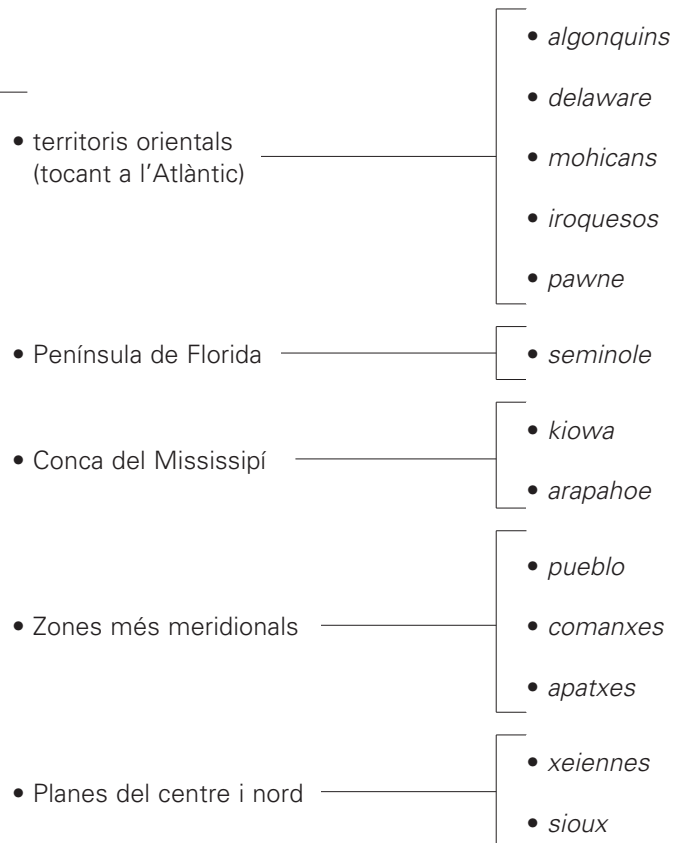 • territoris orientals
(tocant a l'Atlàntic)
• algonquins
• delaware
• mohicans
• iroquesos
• pawne
• Península de Florida
• seminole
• Conca del Mississipí
• kiowa
• arapahoe
• Zones més meridionals
• pueblo
• comanxes
• apatxes
• Planes del centre i nord
• xeiennes
• sioux